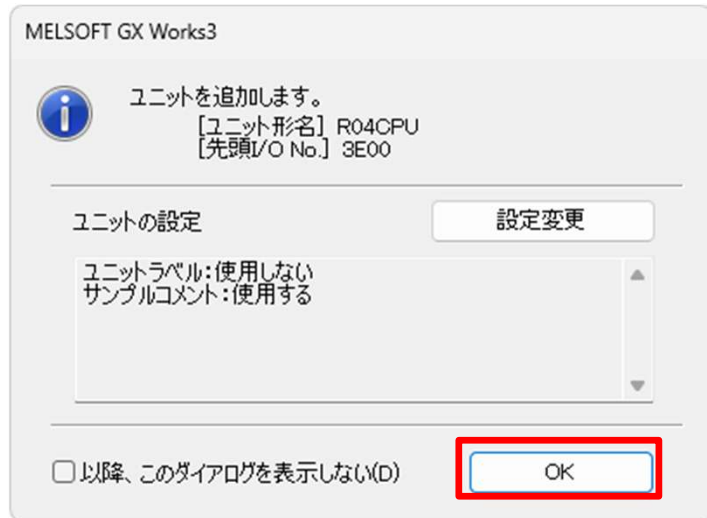 MELSOFT GX Works3
ユニットを追加します。
[ユニット形名] R04CPU
[先頭I/O No.] 3E00
ユニットの設定
設定変更
ユニットラベル:使用しない
サンプルコメント:使用する
以降、このダイアログを表示しない(D)
OK